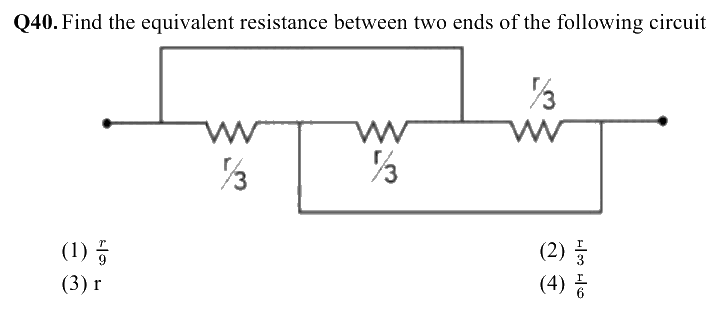 Q40. Find the equivalent resistance between two ends of the following circuit
r/3
r/3
r/3
(1) r/9
(2) r/3
(3) r
(4) r/6